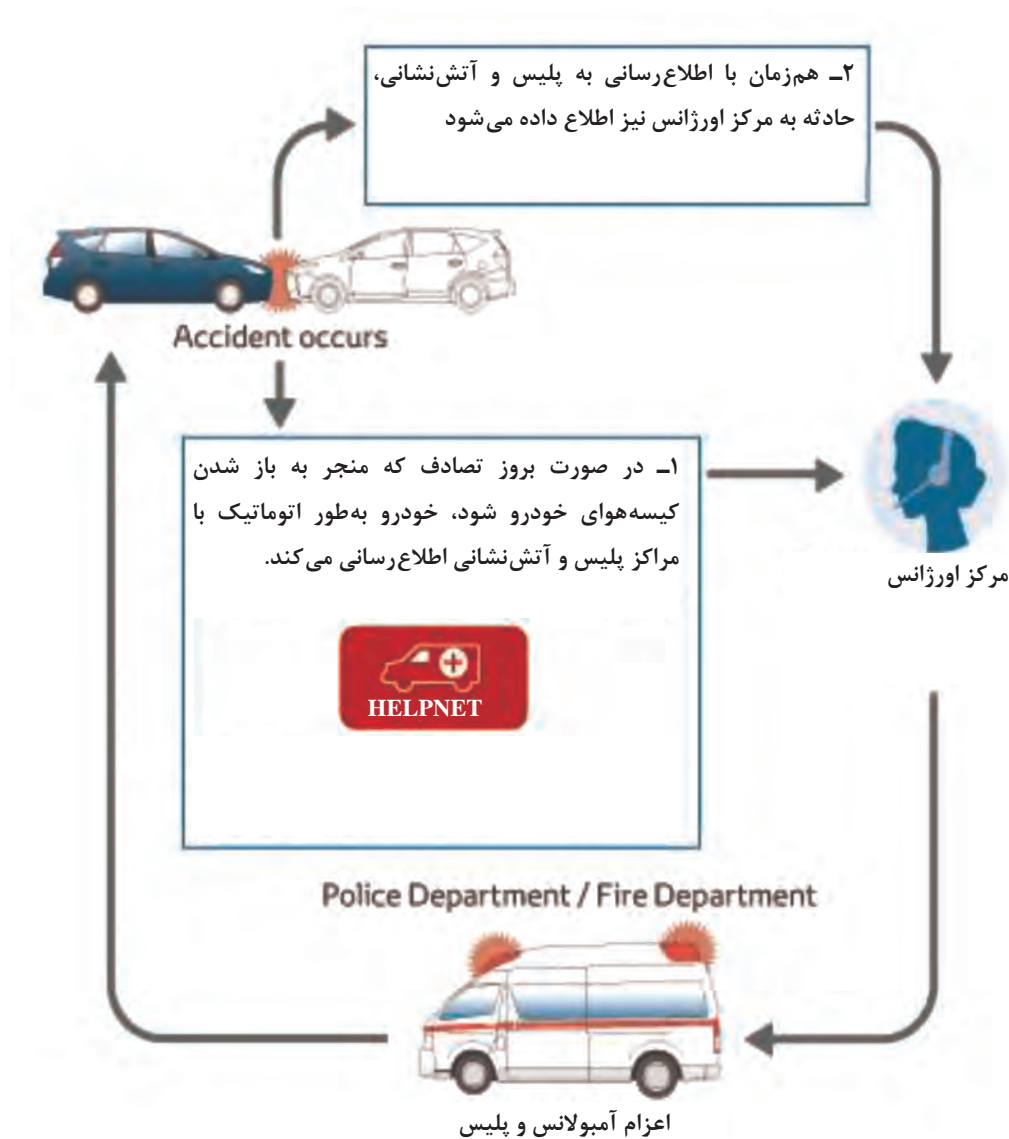 ۲ــ هم‌زمان با اطلاع‌رسانی به پلیس و آتش‌نشانی،
حادثه به مرکز اورژانس نیز اطلاع داده می‌شود
Accident occurs
۱ــ در صورت بروز تصادف که منجر به باز شدن
کیسه‌هوای خودرو شود، خودرو به‌طور اتوماتیک با
مراکز پلیس و آتش‌نشانی اطلاع‌رسانی می‌کند.
HELPNET
مرکز اورژانس
Police Department / Fire Department
اعزام آمبولانس و پلیس